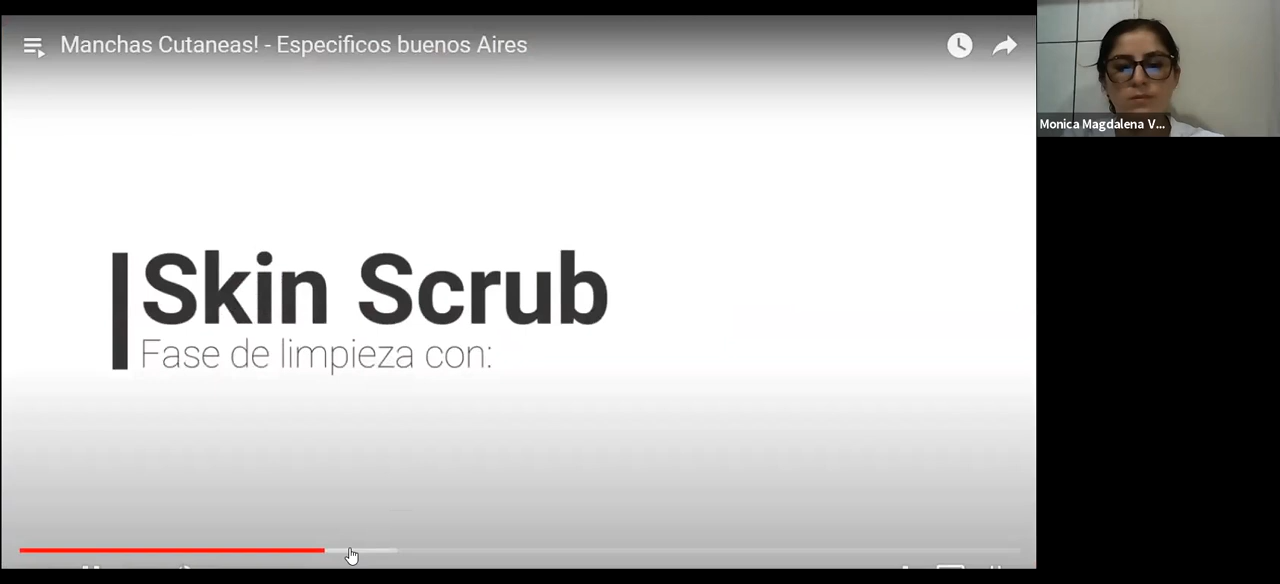 Manchas Cutaneas! - Especificos buenos Aires
Skin Scrub
Fase de limpieza con:
Monica Magdalena V...